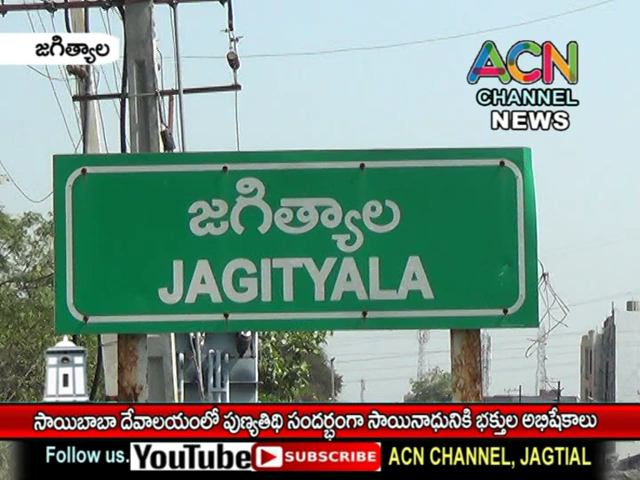 జగిత్యాల
ACN
CHANNEL
NEWS
జగిత్యాల
JAGITYALA
సాయిబాబా దేవాలయంలో పుణ్యతిథి సందర్భంగా సాయినాధునికి భక్తుల అభిషేకాలు
Follow us. YouTube SUBSCRIBE ACN CHANNEL, JAGTIAL